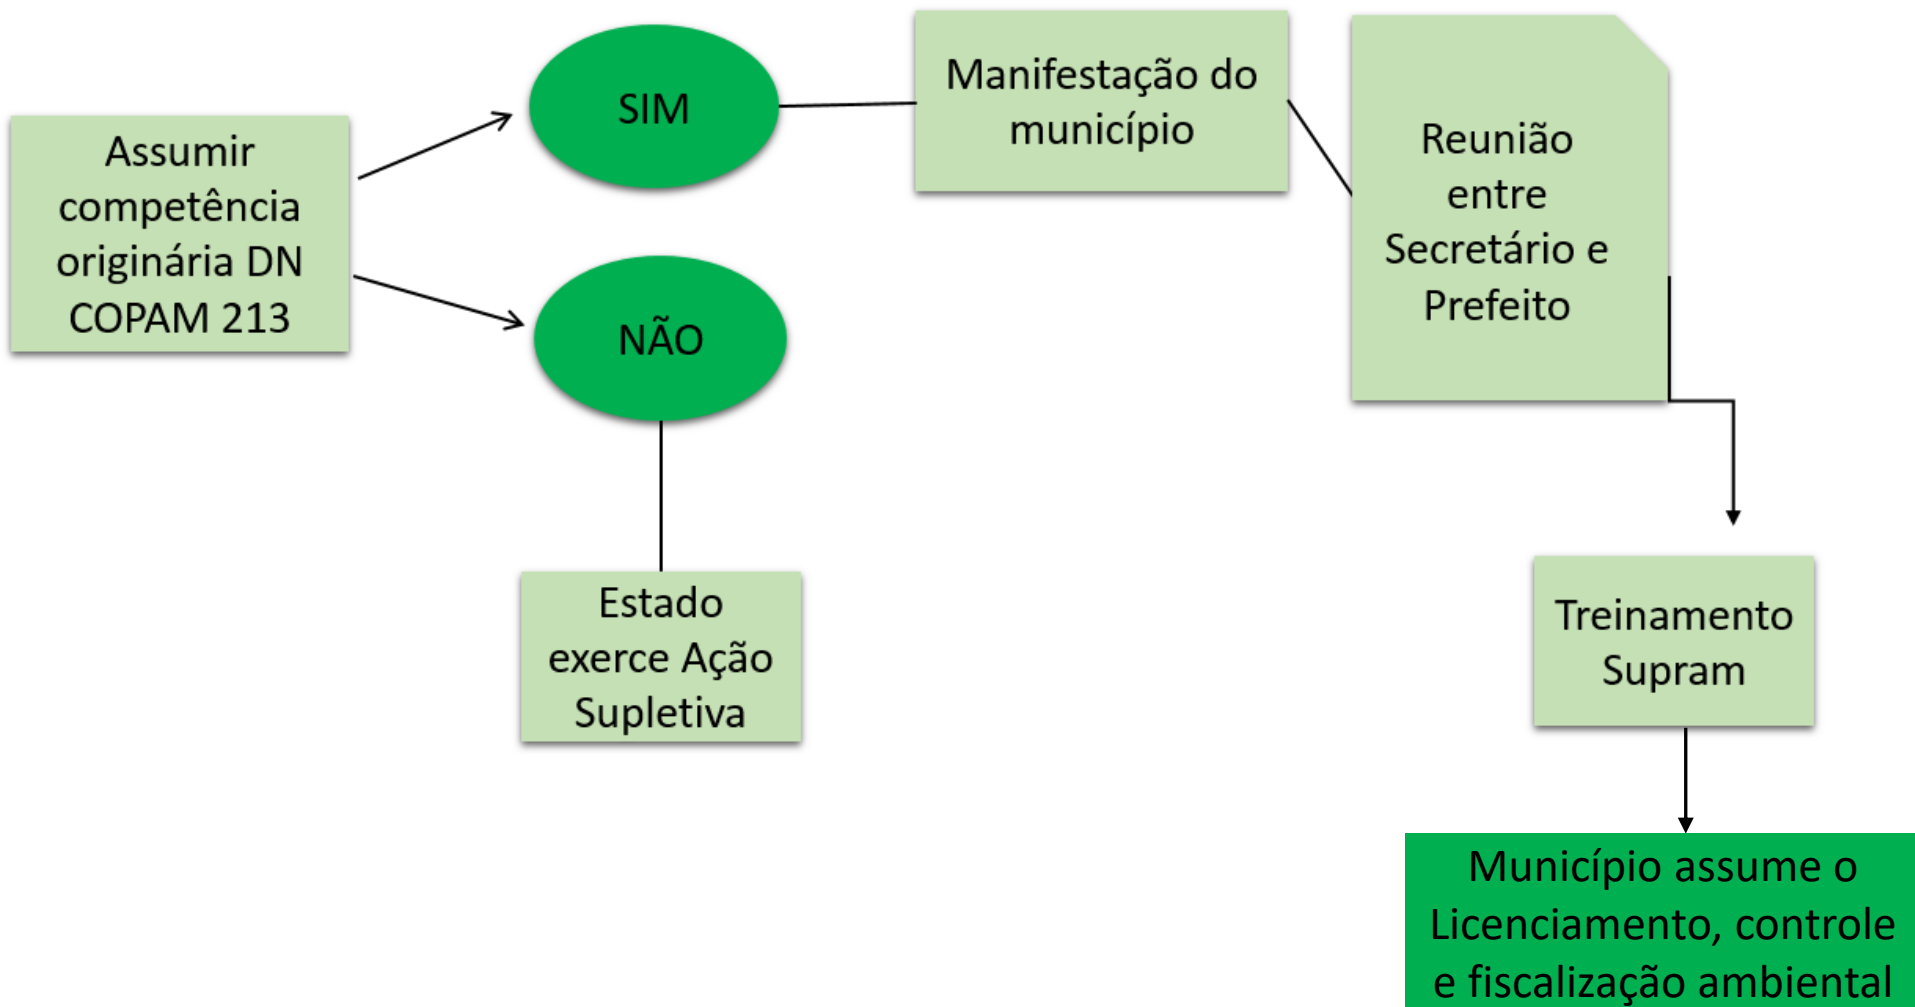 Assumir
competência
originária DN
COPAM 213
SIM
NÃO
Estado
exerce Ação
Supletiva
Manifestação do
município
Reunião
entre
Secretário e
Prefeito
Treinamento
Supram
Município assume o
Licenciamento, controle
e fiscalização ambiental